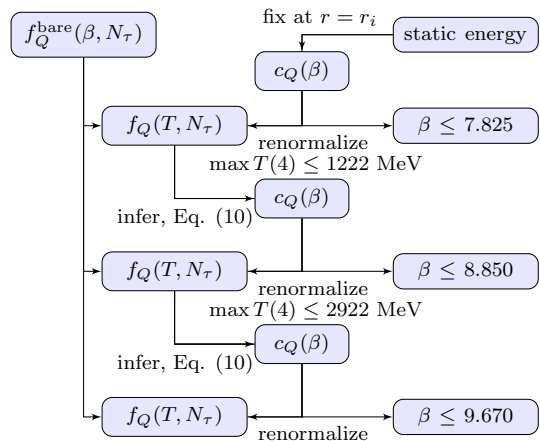 fix at r = r_i
f_Q^bare(β, N_τ)
static energy
c_Q(β)
f_Q(T, N_τ)
β ≤ 7.825
renormalize
max T(4) ≤ 1222 MeV
c_Q(β)
infer, Eq. (10)
f_Q(T, N_τ)
β ≤ 8.850
renormalize
max T(4) ≤ 2922 MeV
c_Q(β)
infer, Eq. (10)
f_Q(T, N_τ)
β ≤ 9.670
renormalize